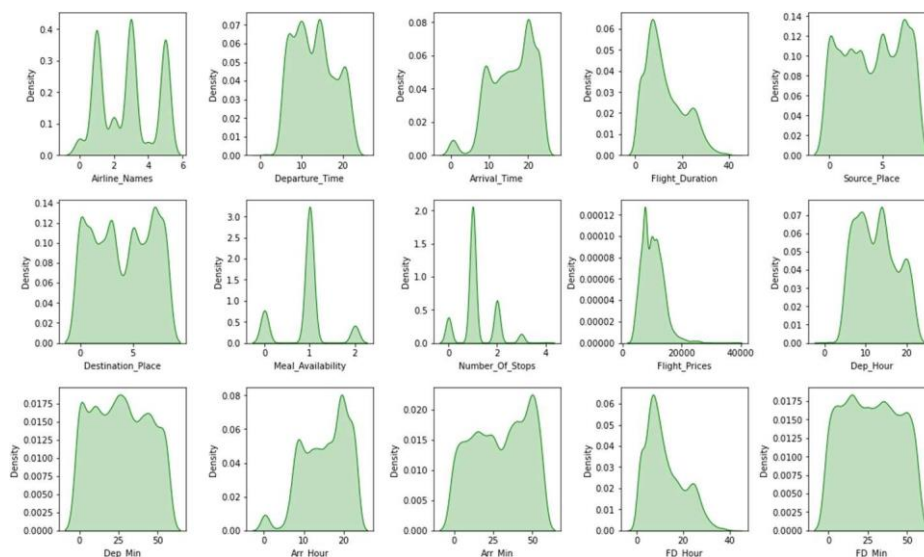 Density
0.4
0.3
0.2
0.1
0.0
0 2 4 6
Airline_Names
Density
0.07
0.06
0.05
0.04
0.03
0.02
0.01
0.00
0 10 20
Departure_Time
Density
0.08
0.06
0.04
0.02
0.00
0 10 20
Arrival_Time
Density
0.06
0.05
0.04
0.03
0.02
0.01
0.00
0 20 40
Flight_Duration
Density
0.14
0.12
0.10
0.08
0.06
0.04
0.02
0.00
0 5
Source_Place
Density
0.14
0.12
0.10
0.08
0.06
0.04
0.02
0.00
0 5
Destination_Place
Density
3.0
2.5
2.0
1.5
1.0
0.5
0.0
0 1 2
Meal_Availability
Density
2.0
1.5
1.0
0.5
0.0
0 2 4
Number_Of_Stops
Density
0.00012
0.00010
0.00008
0.00006
0.00004
0.00002
0.00000
0 20000 40000
Flight_Prices
Density
0.07
0.06
0.05
0.04
0.03
0.02
0.01
0.00
0 10 20
Dep_Hour
Density
0.0175
0.0150
0.0125
0.0100
0.0075
0.0050
0.0025
0.0000
0 25 50
Dep_Min
Density
0.08
0.06
0.04
0.02
0.00
0 10 20
Arr_Hour
Density
0.020
0.015
0.010
0.005
0.000
0 25 50
Arr_Min
Density
0.06
0.05
0.04
0.03
0.02
0.01
0.00
0 20 40
FD_Hour
Density
0.0175
0.0150
0.0125
0.0100
0.0075
0.0050
0.0025
0.0000
0 25 50
FD_Min